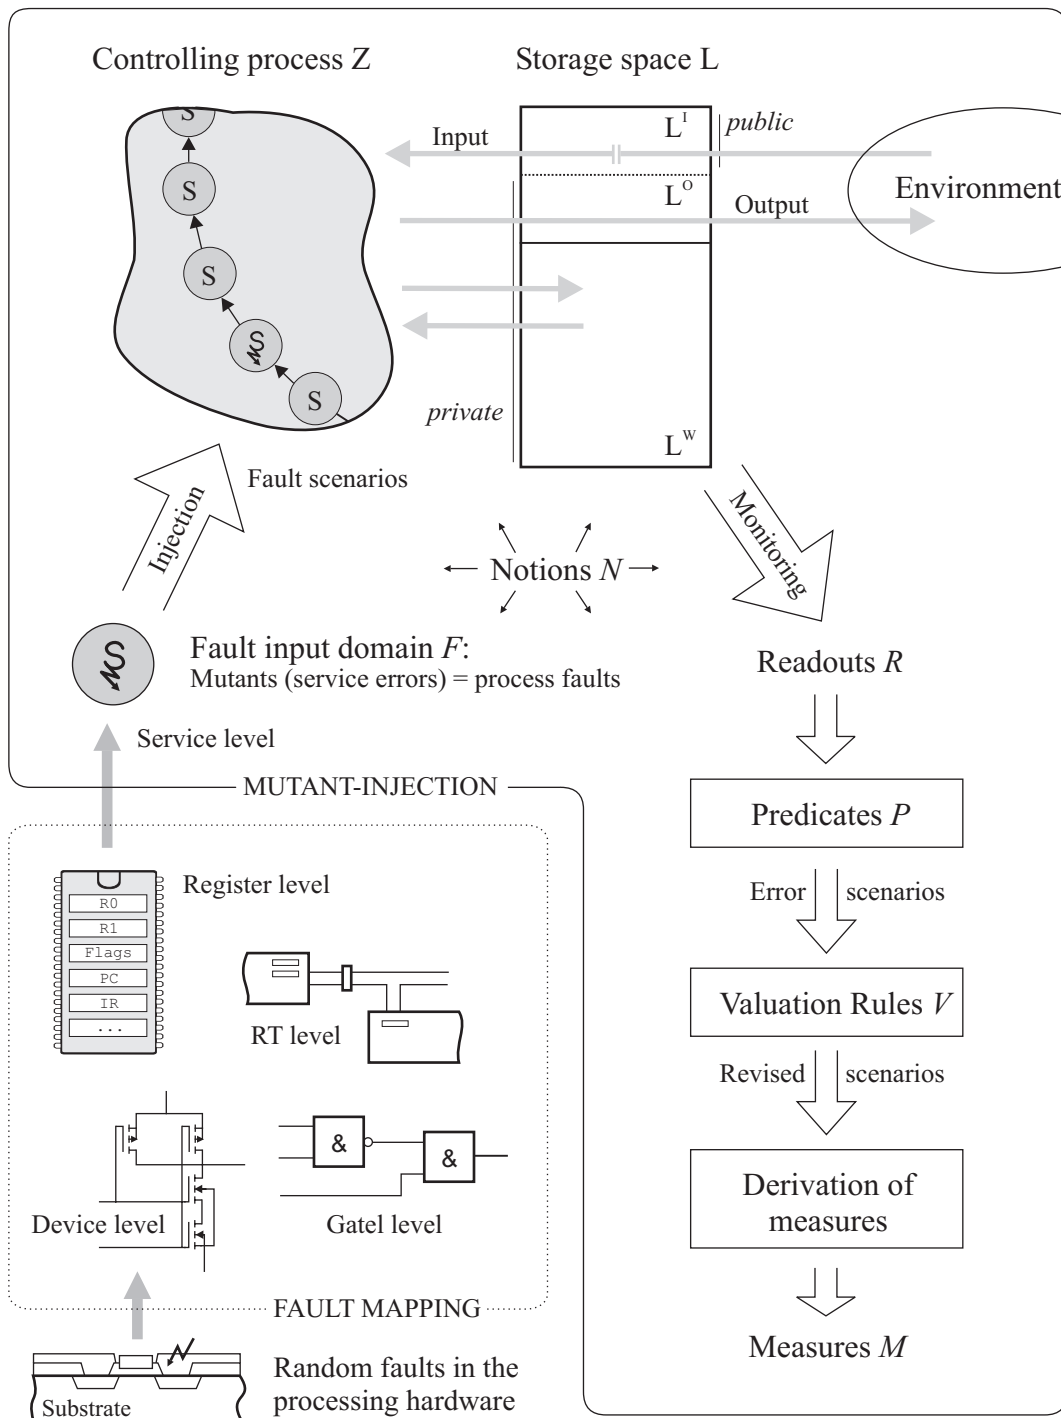 Controlling process Z
Storage space L
S
S
S
S
S
Input
L^I
public
Environment
L^O
Output
private
L^W
Injection
Fault scenarios
Notions N
Monitoring
S
Fault input domain F:
Mutants (service errors) = process faults
Readouts R
Service level
MUTANT-INJECTION
Predicates P
Error scenarios
Valuation Rules V
Revised scenarios
Derivation of
measures
Measures M
Register level
R0
R1
Flags
PC
IR
...
RT level
&
&
Device level
Gatel level
FAULT MAPPING
Random faults in the
processing hardware
Substrate